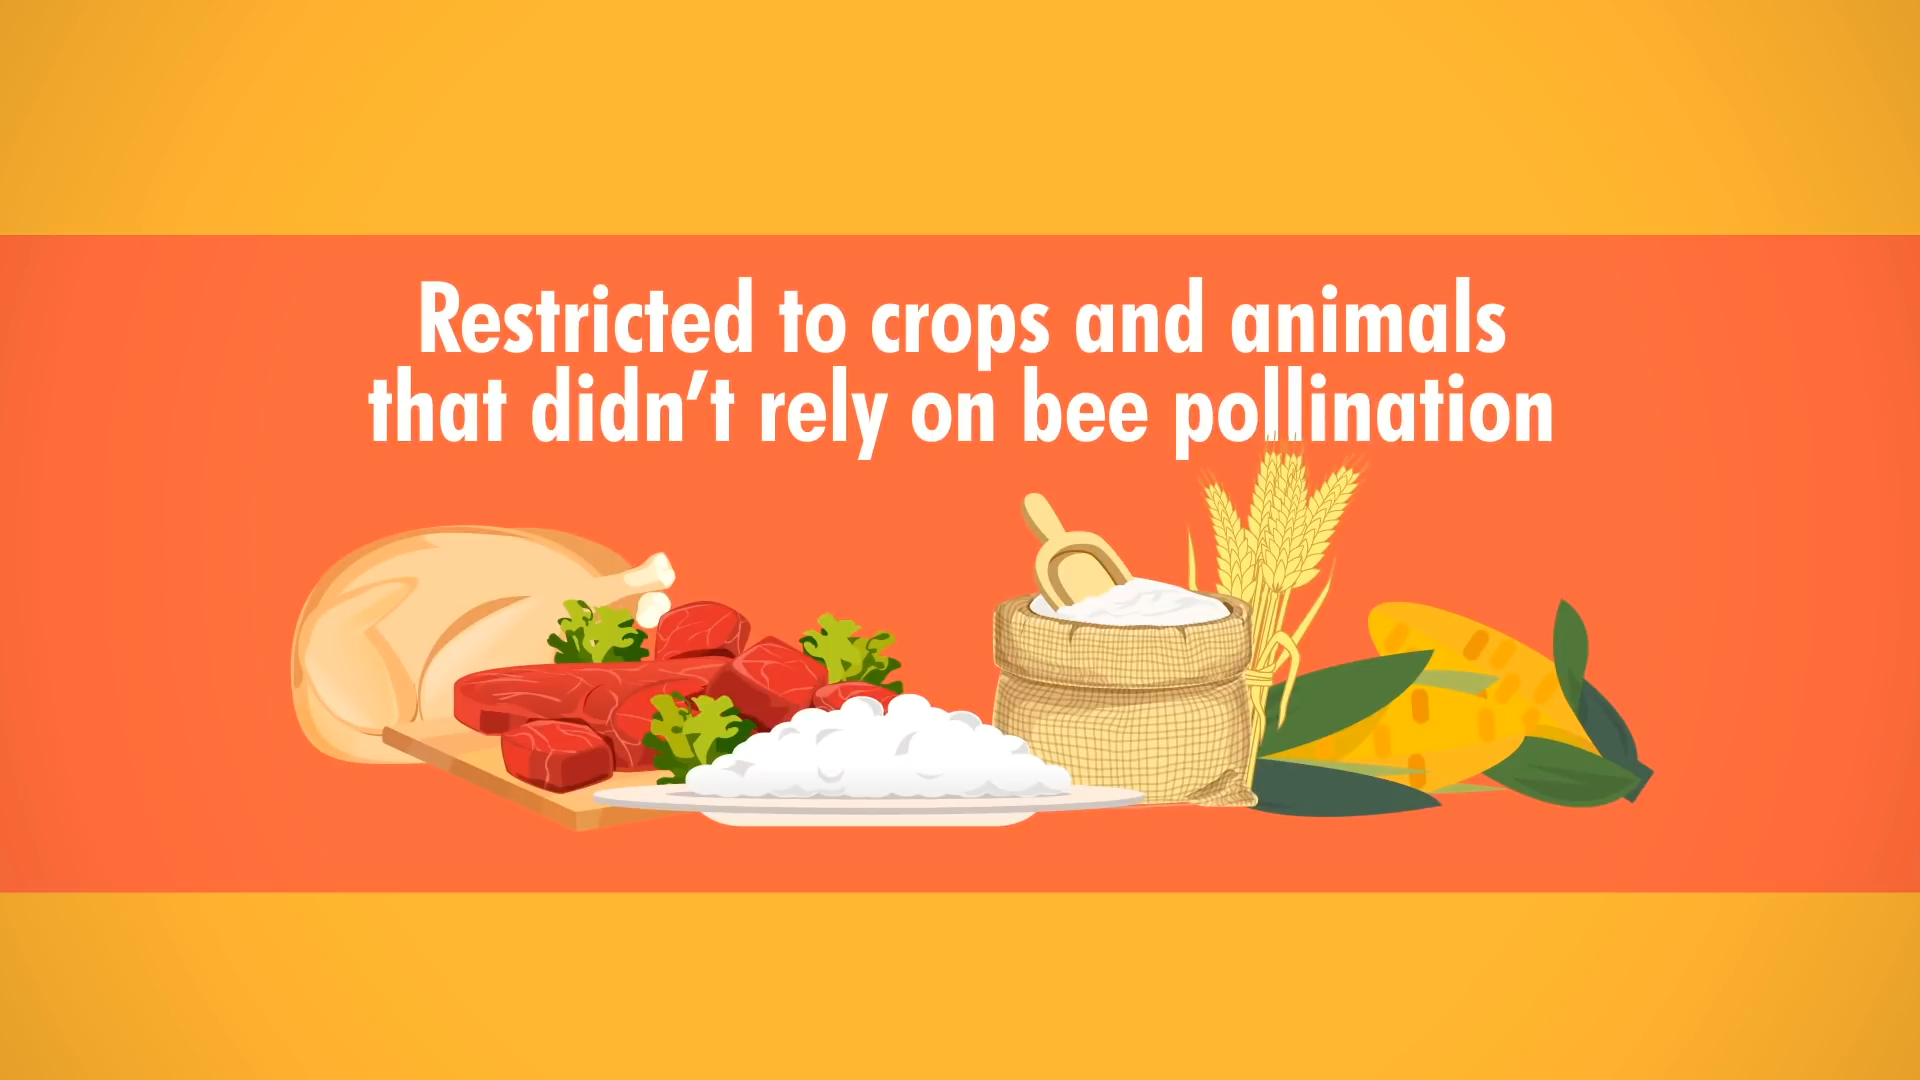 Restricted to crops and animals
that didn’t rely on bee pollination